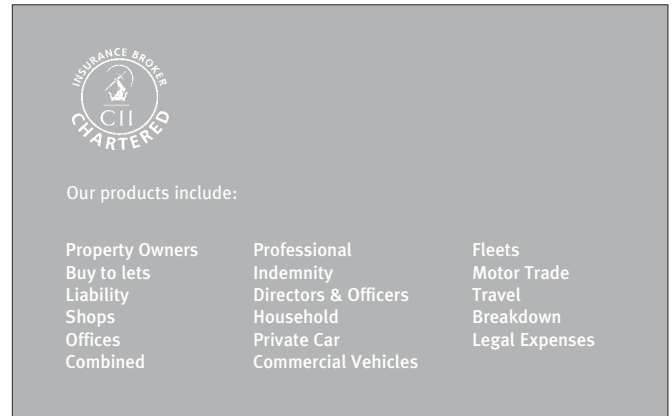 INSURANCE BROKER
CII
CHARTERED
Our products include:
Property Owners
Buy to lets
Liability
Shops
Offices
Combined
Professional
Indemnity
Directors & Officers
Household
Private Car
Commercial Vehicles
Fleets
Motor Trade
Travel
Breakdown
Legal Expenses